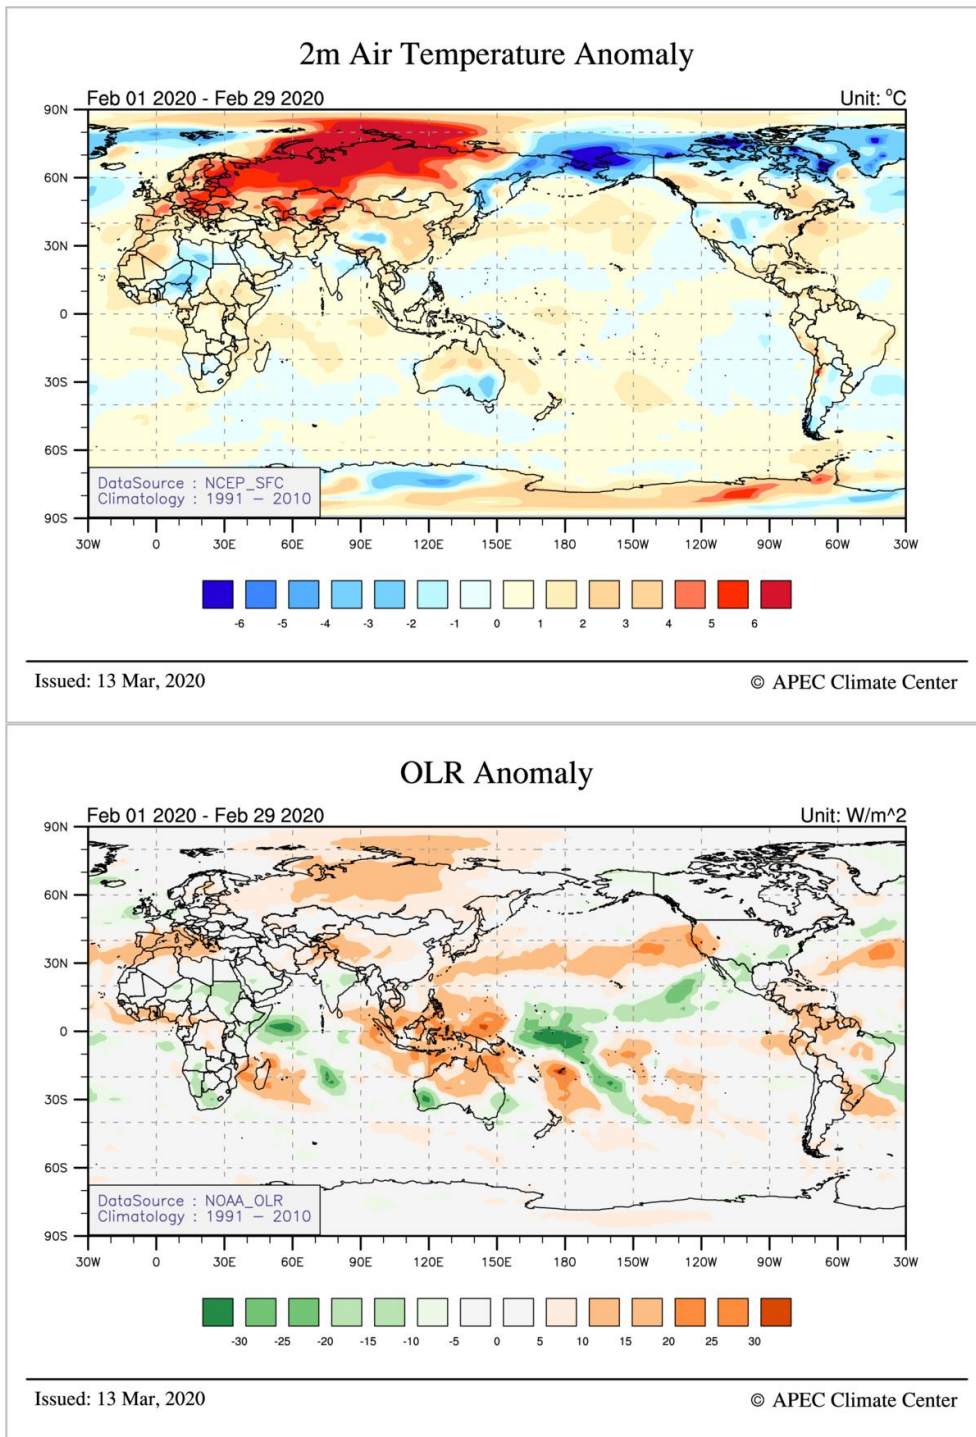 2m Air Temperature Anomaly
Feb 01 2020 - Feb 29 2020 Unit: °C
90N
60N
30N
0
30S
60S
90S
DataSource : NCEP_SFC
Climatology : 1991 – 2010
30W 0 30E 60E 90E 120E 150E 180 150W 120W 90W 60W 30W
-6 -5 -4 -3 -2 -1 0 1 2 3 4 5 6
Issued: 13 Mar, 2020 © APEC Climate Center
OLR Anomaly
Feb 01 2020 - Feb 29 2020 Unit: W/m^2
90N
60N
30N
0
30S
60S
90S
DataSource : NOAA_OLR
Climatology : 1991 – 2010
30W 0 30E 60E 90E 120E 150E 180 150W 120W 90W 60W 30W
-30 -25 -20 -15 -10 -5 0 5 10 15 20 25 30
Issued: 13 Mar, 2020 © APEC Climate Center